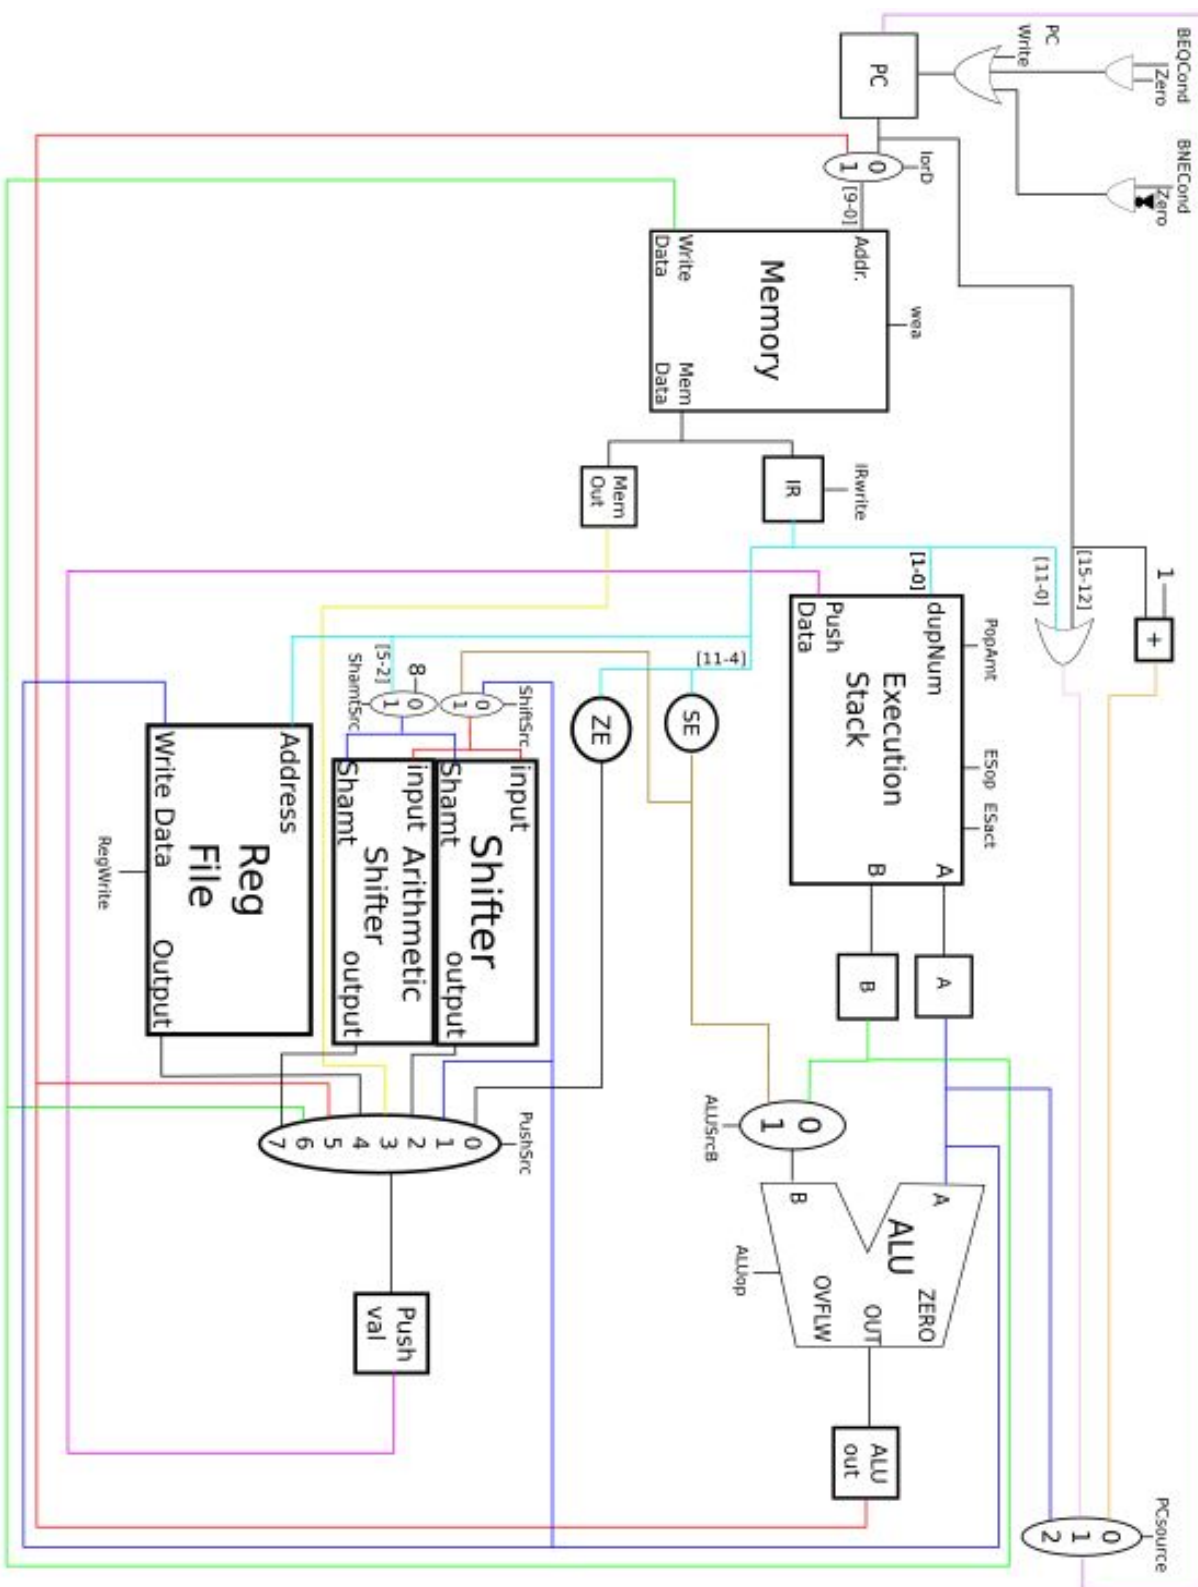 BEQCond
Zero
PC
Write
BNECond
Zero
PC
IorD
0
1
[9-0]
Addr.
Write
Data
Memory
Mem
Data
wea
IR
IRwrite
Mem
Out
[1-0]
[11-0]
[15-12]
1
+
dupNum
Push
Data
Execution
Stack
PopAmt
ESop
ESact
A
B
[11-4]
SE
ZE
[5-2]
8
0
1
ShamtSrc
0
1
ShiftSrc
input
Shamt
Shifter
output
input
Shamt
Arithmetic
Shifter
output
Address
Write Data
Reg
File
Output
RegWrite
A
B
0
1
ALUSrcB
A
B
ALU
ZERO
OUT
OVFLW
ALUop
PushSrc
0
1
2
3
4
5
6
7
Push
val
ALU
out
PCsource
0
1
2